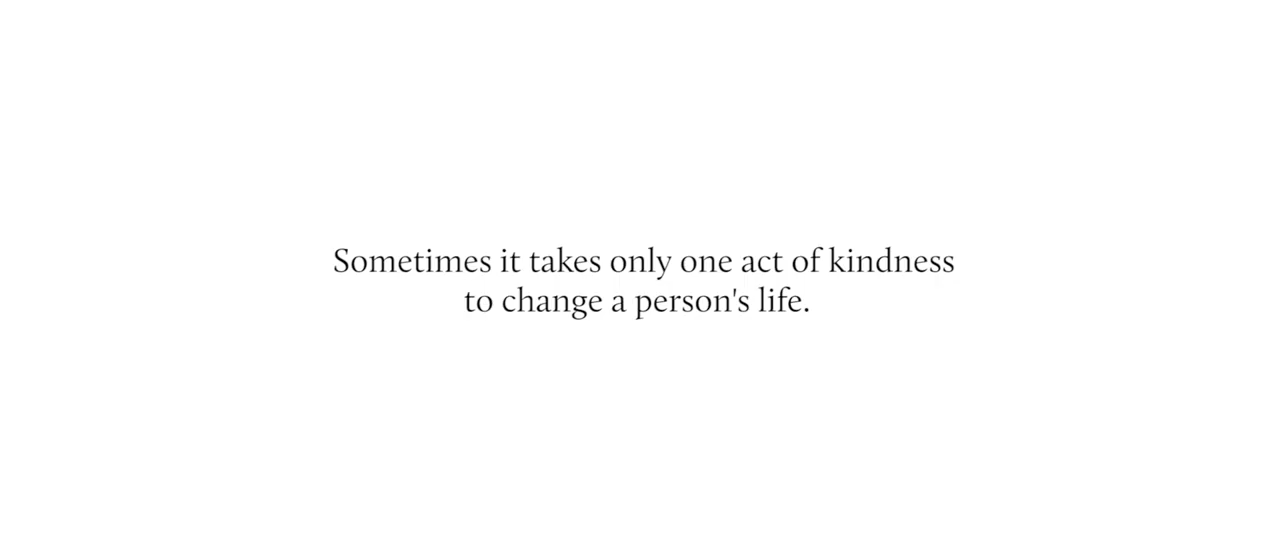 Sometimes it takes only one act of kindness
to change a person's life.